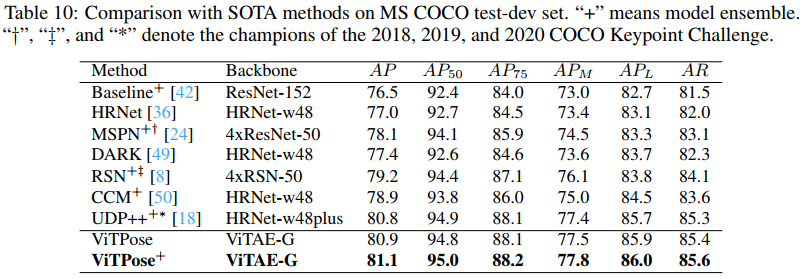 Table 10: Comparison with SOTA methods on MS COCO test-dev set. “+” means model ensemble.
“†”, “‡”, and “*” denote the champions of the 2018, 2019, and 2020 COCO Keypoint Challenge.
Method Backbone AP AP50 AP75 APM APL AR
Baseline+ [42] ResNet-152 76.5 92.4 84.0 73.0 82.7 81.5
HRNet [36] HRNet-w48 77.0 92.7 84.5 73.4 83.1 82.0
MSPN+† [24] 4xResNet-50 78.1 94.1 85.9 74.5 83.3 83.1
DARK [49] HRNet-w48 77.4 92.6 84.6 73.6 83.7 82.3
RSN+‡ [8] 4xRSN-50 79.2 94.4 87.1 76.1 83.8 84.1
CCM+ [50] HRNet-w48 78.9 93.8 86.0 75.0 84.5 83.6
UDP+++* [18] HRNet-w48plus 80.8 94.9 88.1 77.4 85.7 85.3
ViTPose ViTAE-G 80.9 94.8 88.1 77.5 85.9 85.4
ViTPose+ ViTAE-G 81.1 95.0 88.2 77.8 86.0 85.6